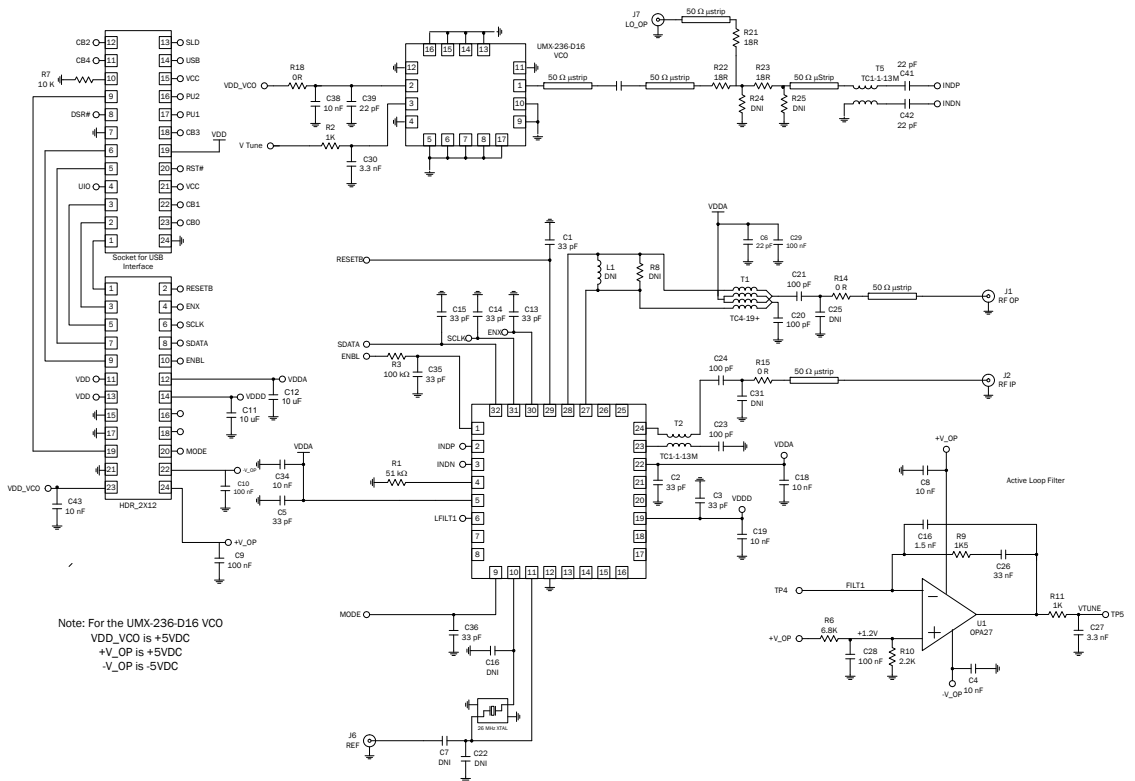 CB2
12
13
SLD
CB4
11
14
USB
R7
10 K
10
15
VCC
9
16
PU2
DSR#
8
17
PU1
7
18
CB3
6
19
VDD
5
20
RST#
UIO
4
21
VCC
3
22
CB1
2
23
CB0
1
24
Socket for USB
Interface
1
2
RESETB
3
4
ENX
5
6
SCLK
7
8
SDATA
9
10
ENBL
VDD
11
12
VDDA
C12
10 uF
VDD
13
14
VDDD
C11
10 uF
15
16
17
18
19
20
MODE
21
22
-V_OP
C10
100 nF
VDD_VCO
23
24
HDR_2X12
C43
10 nF
+V_OP
C9
100 nF
Note: For the UMX-236-D16 VCO
VDD_VCO is +5VDC
+V_OP is +5VDC
-V_OP is -5VDC
VDD_VCO
R18
0R
C38
10 nF
C39
22 pF
V Tune
R2
1K
C30
3.3 nF
UMX-236-D16
VCO
16
15
14
13
12
11
2
1
3
10
4
9
5
6
7
8
17
50 Ω µstrip
50 Ω µstrip
J7
LO_OP
50 Ω µstrip
R21
18R
R22
18R
R23
18R
R24
DNI
R25
DNI
50 Ω µStrip
T5
TC1-1-13M
22 pF
C41
INDP
INDN
C42
22 pF
RESETB
C1
33 pF
L1
DNI
R8
DNI
VDDA
C6
22 pF
C29
100 nF
T1
TC4-19+
C21
100 pF
C20
100 pF
C25
DNI
R14
0 R
50 Ω µstrip
J1
RF OP
C15
33 pF
C14
33 pF
C13
33 pF
SCLK
ENX
SDATA
ENBL
R3
100 kΩ
C35
33 pF
C24
100 pF
R15
0 R
50 Ω µstrip
J2
RF IP
C31
DNI
T2
TC1-1-13M
C23
100 pF
32
31
30
29
28
27
26
25
1
2
3
4
5
6
7
8
24
23
22
21
20
19
18
17
9
10
11
12
13
14
15
16
INDP
INDN
R1
51 kΩ
LFILT1
VDDA
C34
10 nF
C5
33 pF
C2
33 pF
C3
33 pF
VDDA
C18
10 nF
VDDD
C19
10 nF
MODE
C36
33 pF
C16
DNI
26 MHz XTAL
J6
REF
C7
DNI
C22
DNI
+V_OP
C8
10 nF
Active Loop Filter
C16
1.5 nF
R9
1K5
C26
33 nF
TP4
FILT1
R6
6.8K
+V_OP
+1.2V
C28
100 nF
R10
2.2K
U1
OPA27
R11
1K
VTUNE
TP5
C27
3.3 nF
C4
10 nF
-V_OP